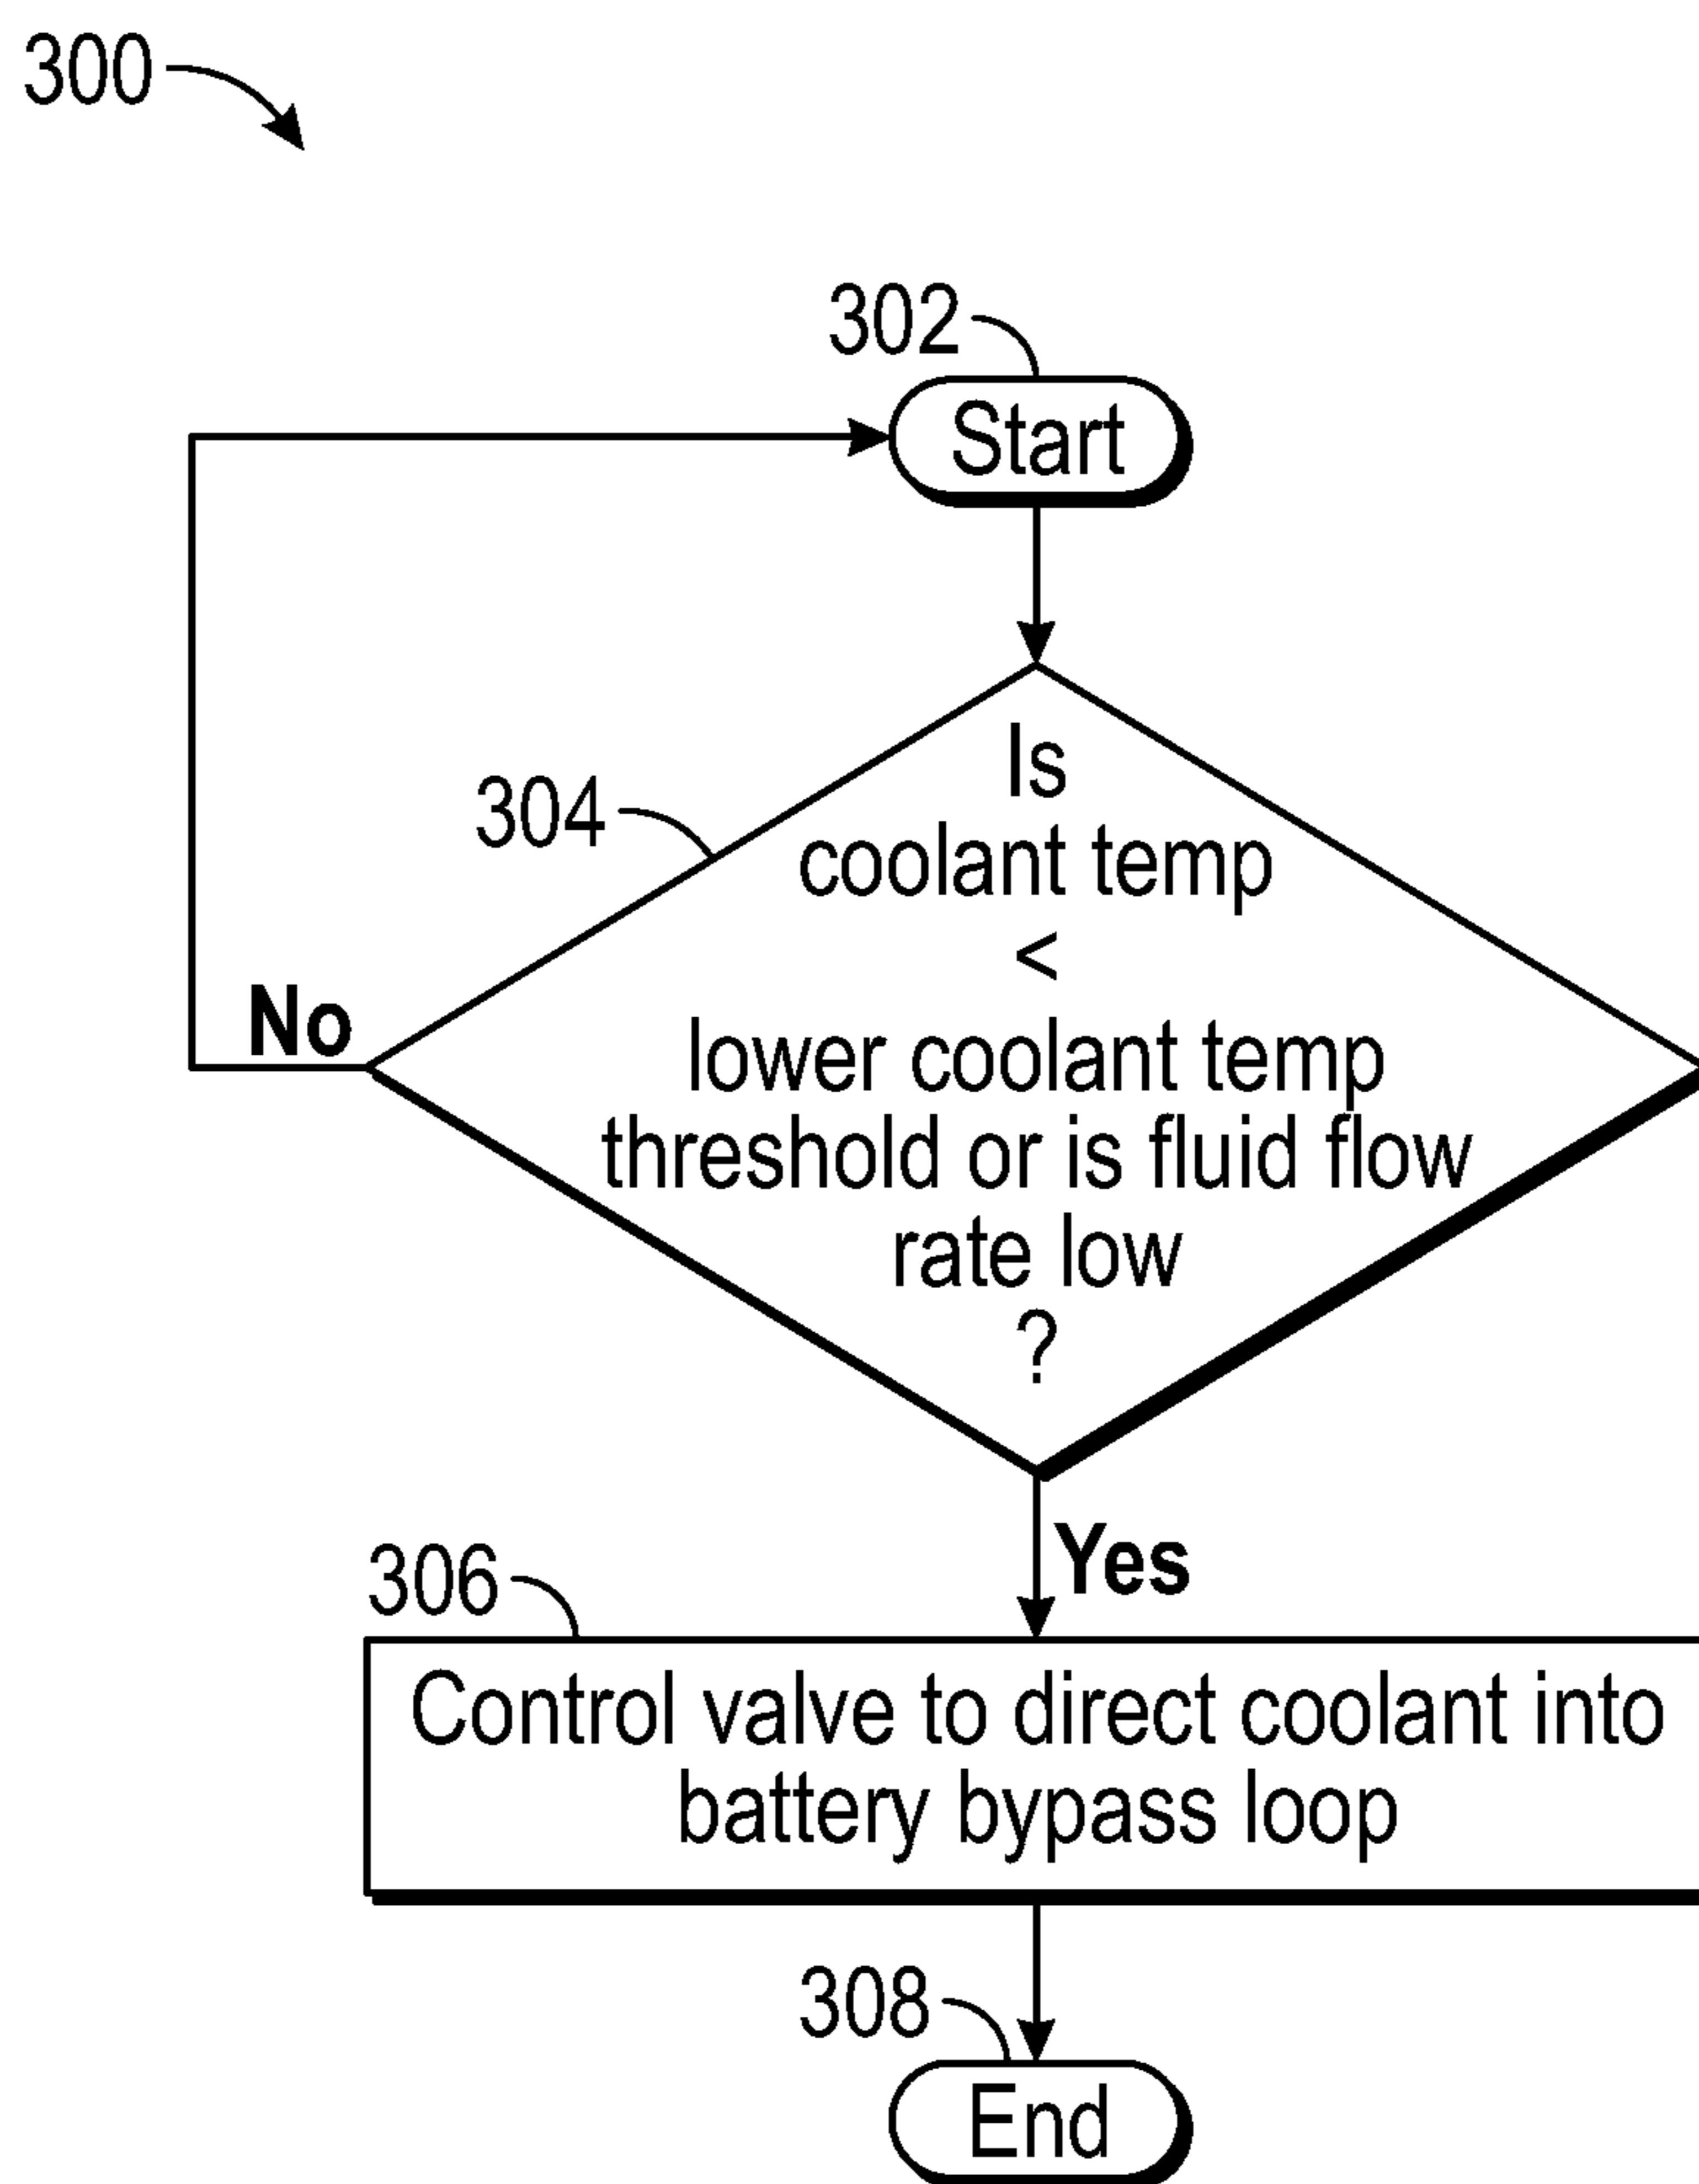 300
302
Start
304
Is
coolant temp
<
lower coolant temp
threshold or is fluid flow
rate low
?
No
Yes
306
Control valve to direct coolant into
battery bypass loop
308
End